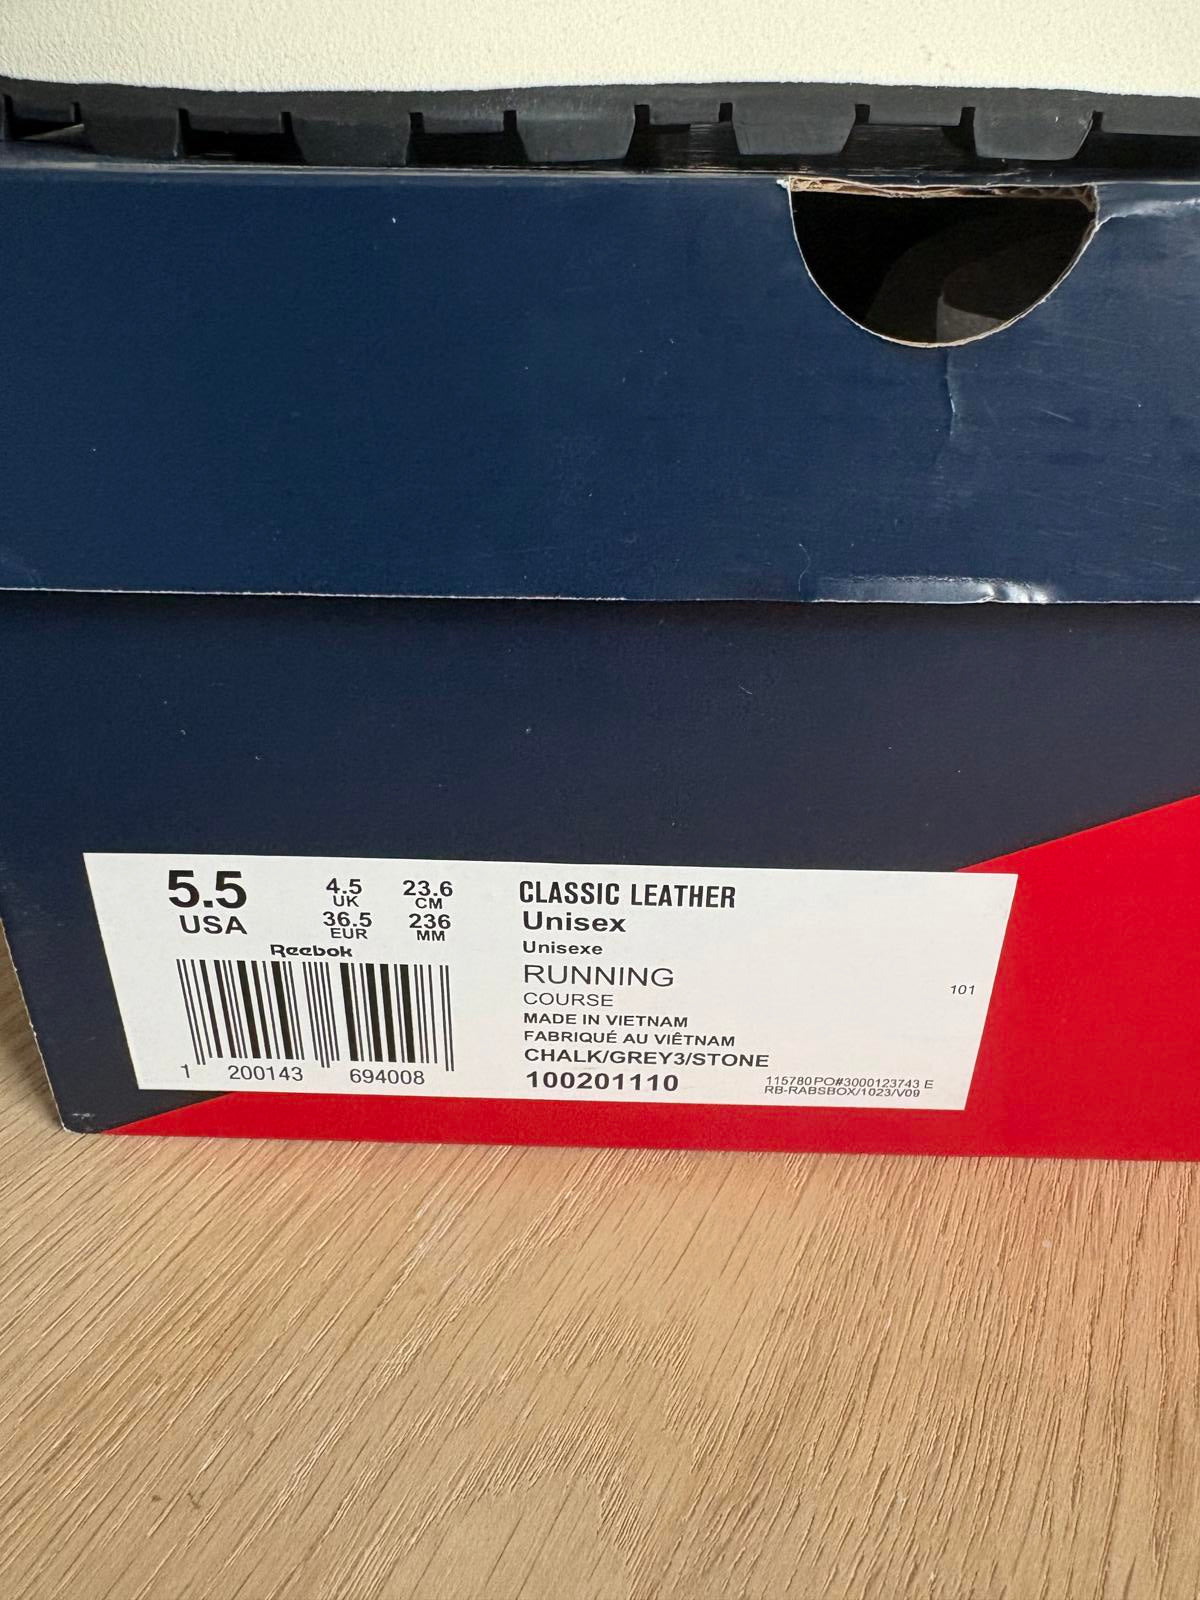 5.5
USA
4.5
UK
23.6
CM
36.5
EUR
236
MM
Reebok
1 200143 694008
CLASSIC LEATHER
Unisex
Unisexe
RUNNING
COURSE
MADE IN VIETNAM
FABRIQUÉ AU VIÊTNAM
CHALK/GREY3/STONE
100201110
101
115780PO#3000123743 E
RB-RABSBOX/1023/V09